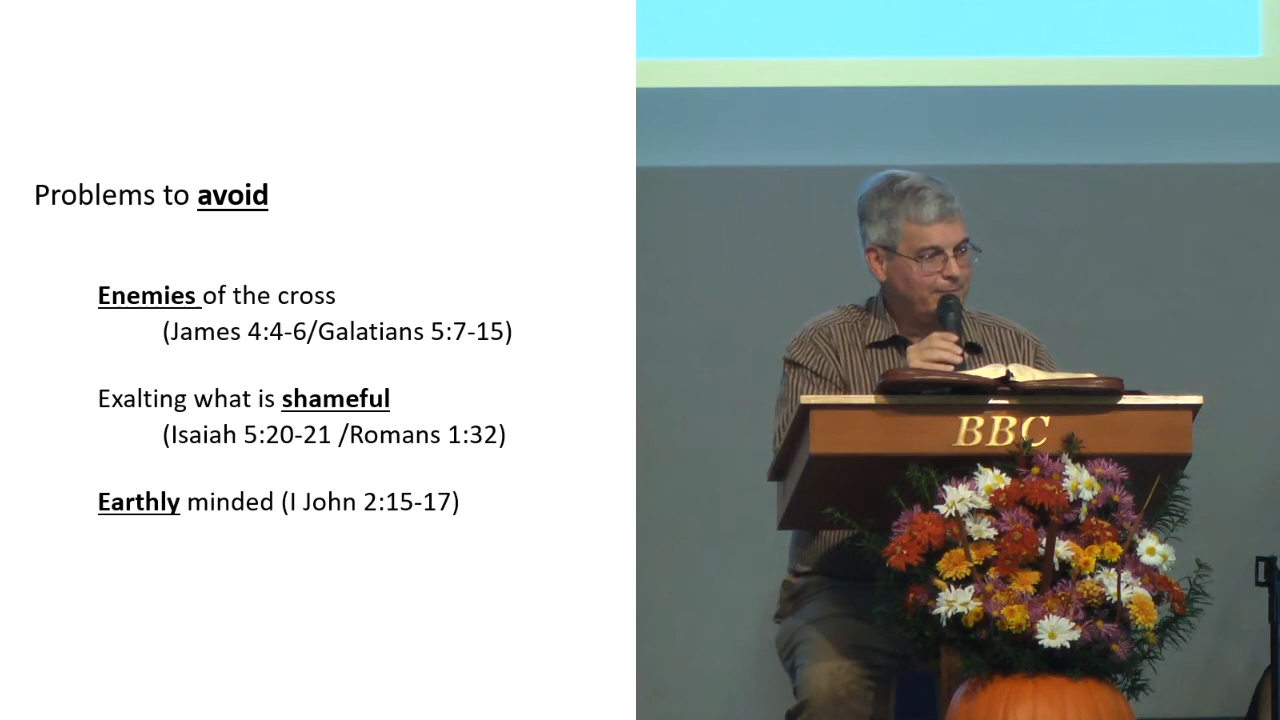 Problems to avoid
Enemies of the cross
(James 4:4-6/Galatians 5:7-15)
Exalting what is shameful
(Isaiah 5:20-21 /Romans 1:32)
Earthly minded (I John 2:15-17)
BBC